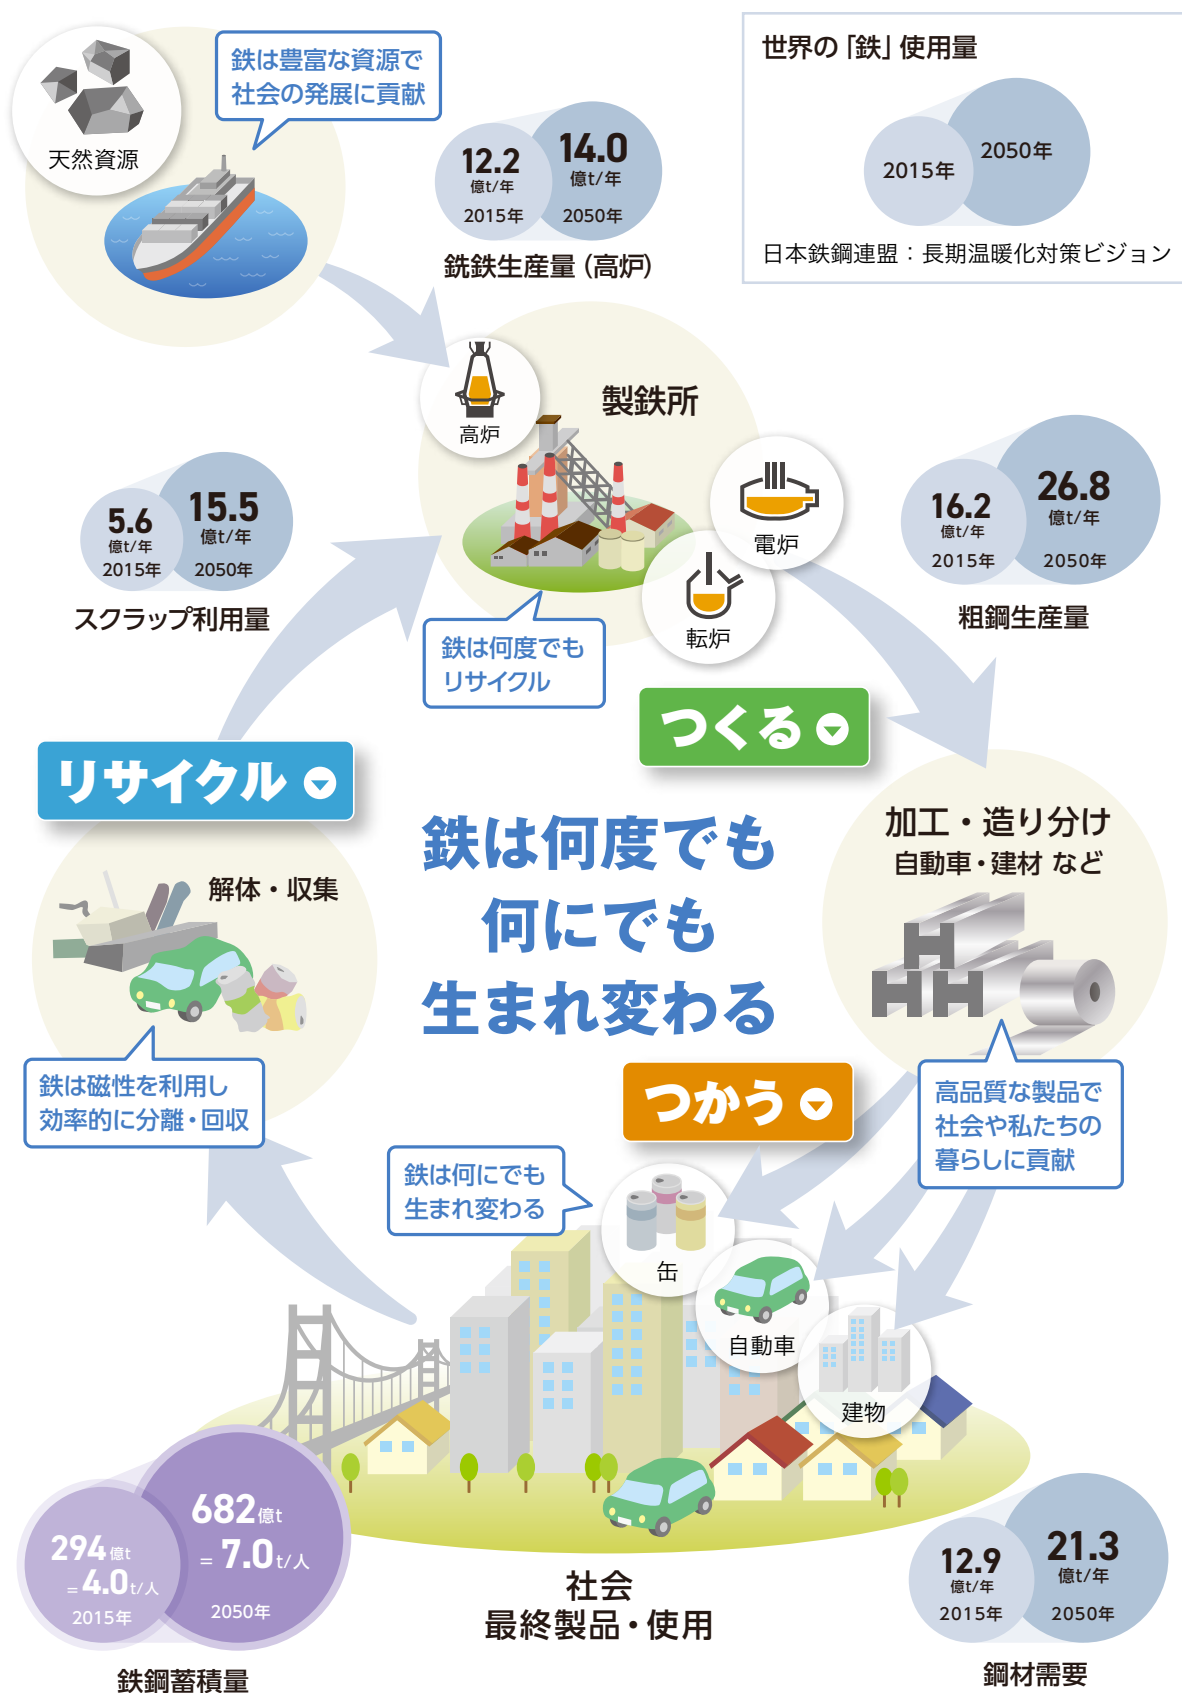 天然資源
鉄は豊富な資源で
社会の発展に貢献
世界の「鉄」使用量
2015年
2050年
日本鉄鋼連盟：長期温暖化対策ビジョン
12.2
億t/年
2015年
14.0
億t/年
2050年
銑鉄生産量（高炉）
高炉
製鉄所
電炉
転炉
5.6
億t/年
2015年
15.5
億t/年
2050年
スクラップ利用量
16.2
億t/年
2015年
26.8
億t/年
2050年
粗鋼生産量
鉄は何度でも
リサイクル
つくる
リサイクル
鉄は何度でも
何にでも
生まれ変わる
加工・造り分け
自動車・建材 など
解体・収集
鉄は磁性を利用し
効率的に分離・回収
つかう
高品質な製品で
社会や私たちの
暮らしに貢献
鉄は何にでも
生まれ変わる
缶
自動車
建物
294億t
=4.0t/人
2015年
682億t
=7.0t/人
2050年
鉄鋼蓄積量
社会
最終製品・使用
12.9
億t/年
2015年
21.3
億t/年
2050年
鋼材需要